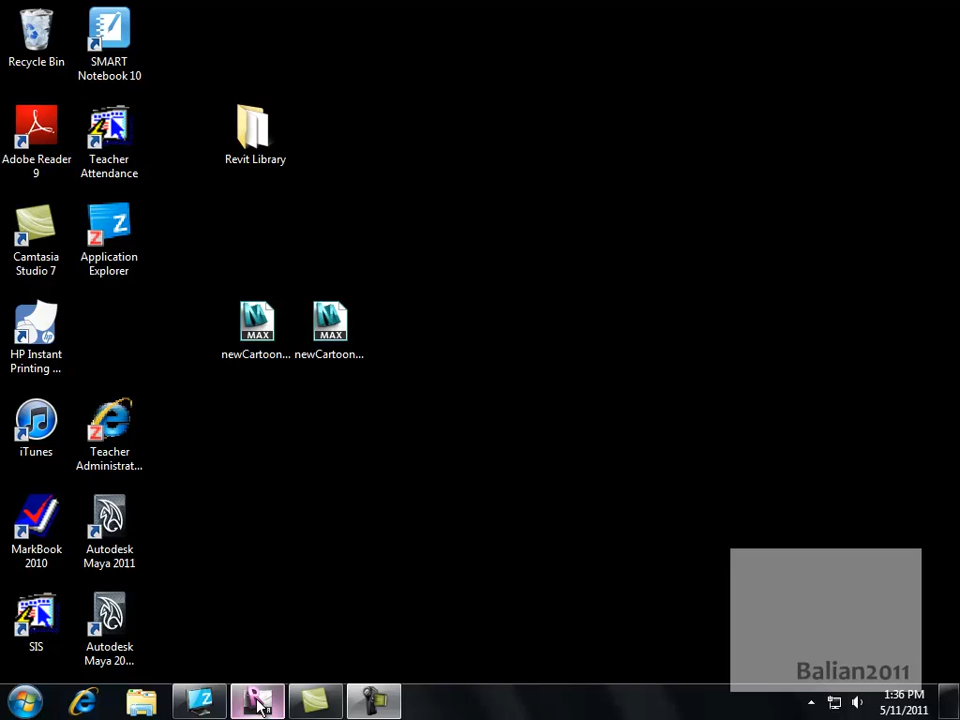 Recycle Bin
SMART
Notebook 10
Adobe Reader
9
Teacher
Attendance
Revit Library
Camtasia
Studio 7
Application
Explorer
HP Instant
Printing ...
MAX
newCartoon...
MAX
newCartoon...
iTunes
Teacher
Administrat...
MarkBook
2010
Autodesk
Maya 2011
SIS
Autodesk
Maya 20...
Balian2011
1:36 PM
5/11/2011